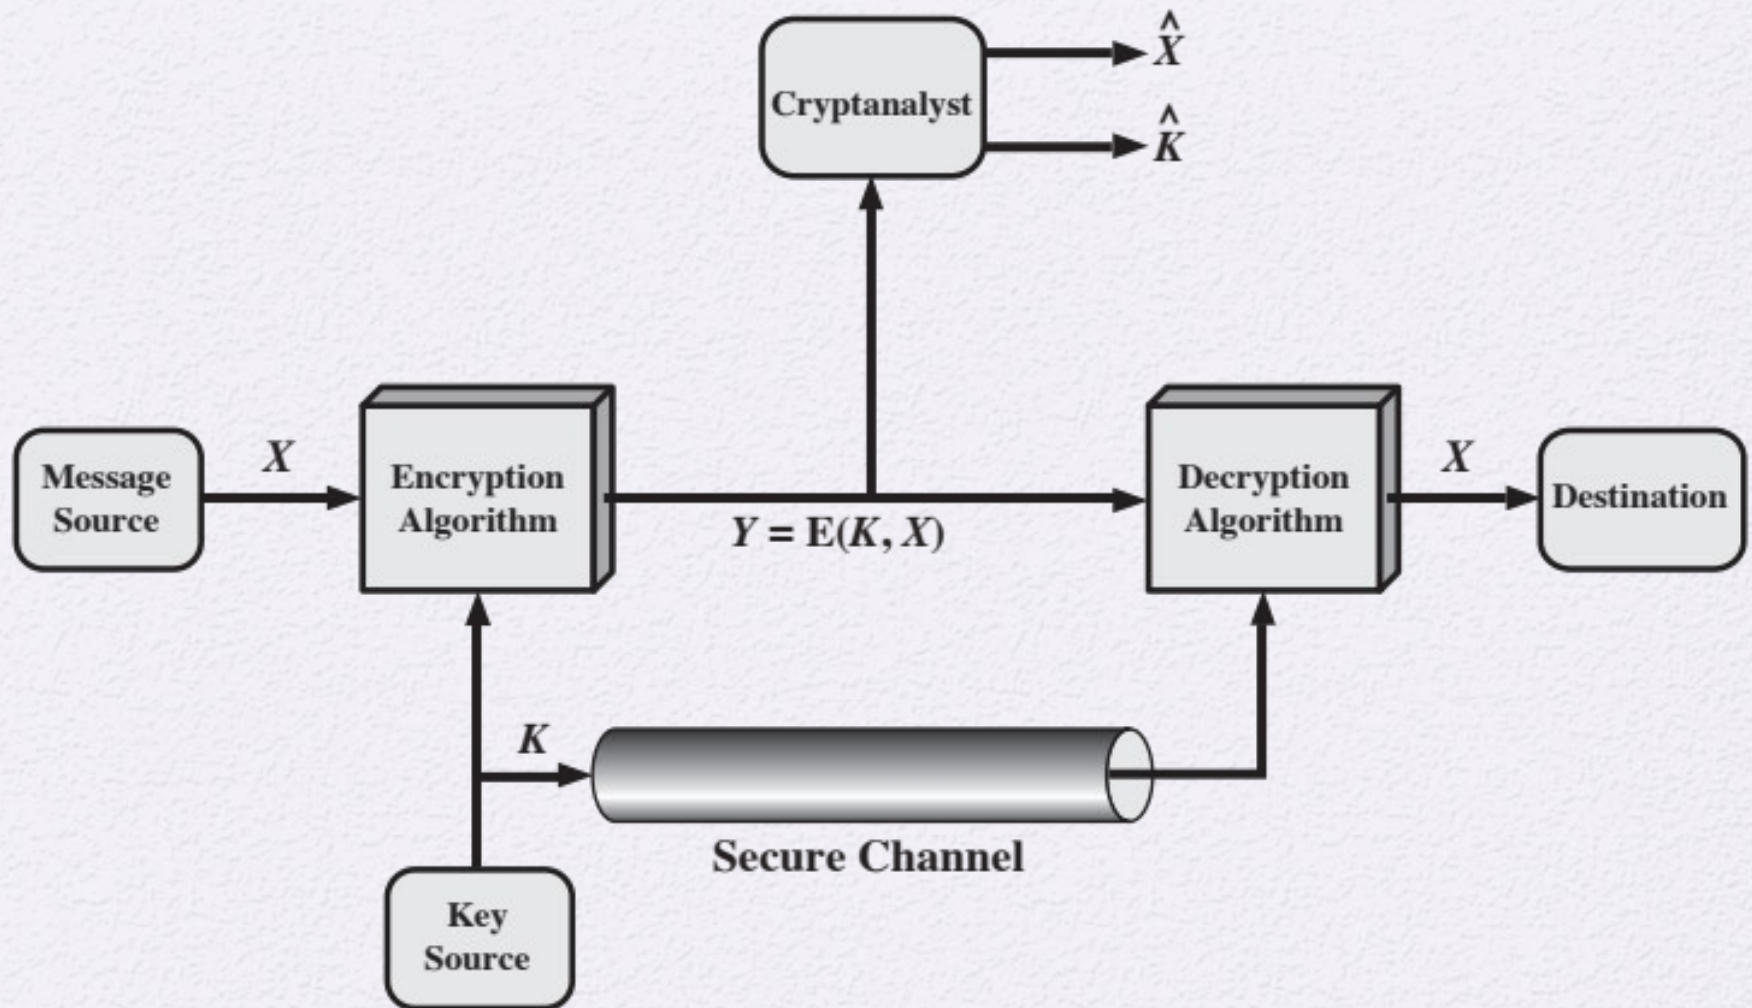 X̂
Cryptanalyst
K̂
Message
Source
X
Encryption
Algorithm
Y = E(K, X)
Decryption
Algorithm
X
Destination
K
Secure Channel
Key
Source